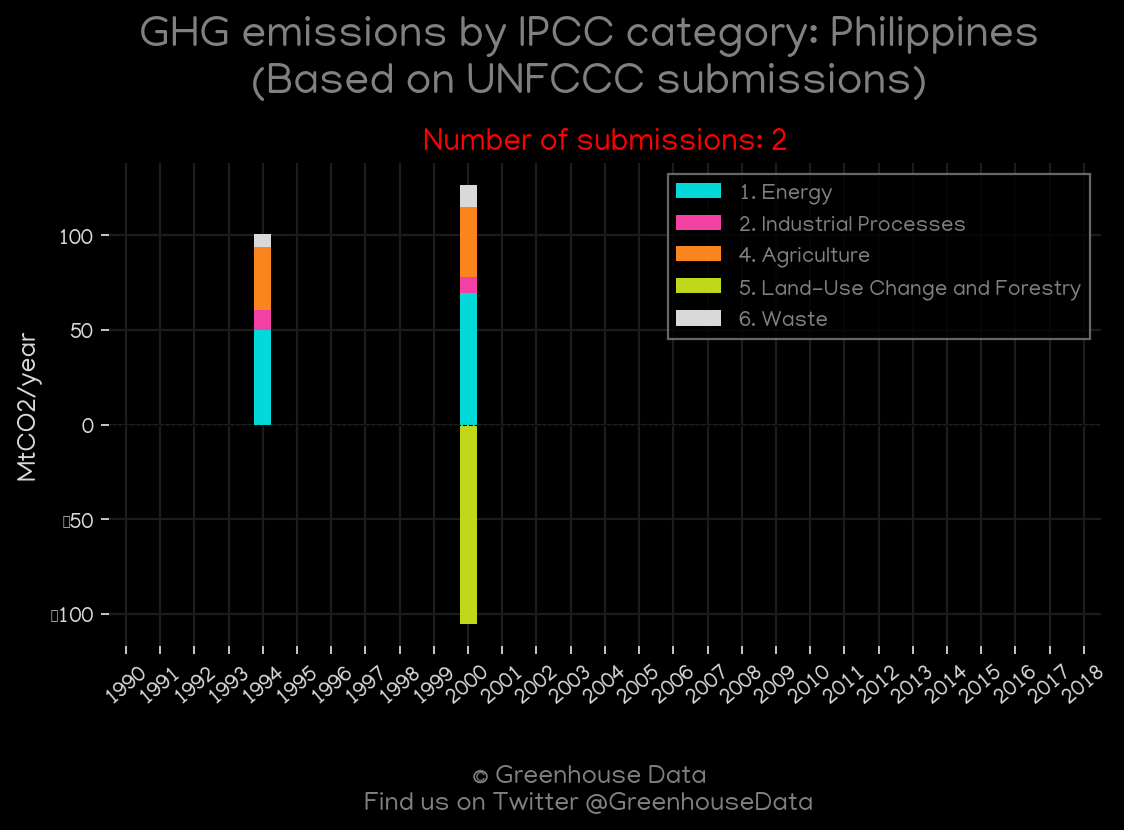 GHG emissions by IPCC category: Philippines
(Based on UNFCCC submissions)
Number of submissions: 2
1. Energy
2. Industrial Processes
4. Agriculture
5. Land-Use Change and Forestry
6. Waste
MtCO2/year
100
50
0
▯50
▯100
1990 1991 1992 1993 1994 1995 1996 1997 1998 1999 2000 2001 2002 2003 2004 2005 2006 2007 2008 2009 2010 2011 2012 2013 2014 2015 2016 2017 2018
© Greenhouse Data
Find us on Twitter @GreenhouseData